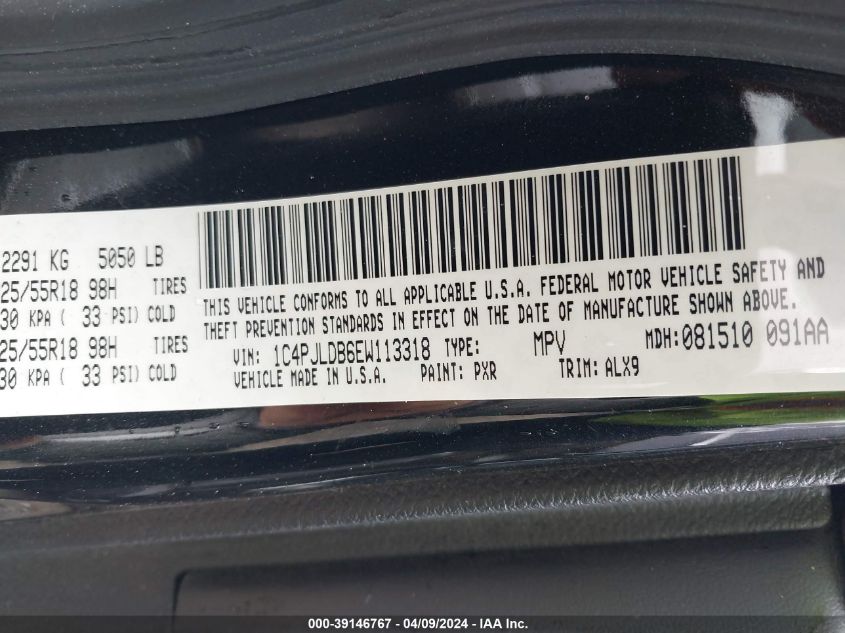 2291 KG 5050 LB
25/55R18 98H TIRES
30 KPA ( 33 PSI) COLD
25/55R18 98H TIRES
30 KPA ( 33 PSI) COLD
THIS VEHICLE CONFORMS TO ALL APPLICABLE U.S.A. FEDERAL MOTOR VEHICLE SAFETY AND
THEFT PREVENTION STANDARDS IN EFFECT ON THE DATE OF MANUFACTURE SHOWN ABOVE.
VIN: 1C4PJLDB6EW113318 TYPE: MPV MDH:081510 091AA
VEHICLE MADE IN U.S.A. PAINT: PXR TRIM: ALX9
000-39146767 - 04/09/2024 - IAA Inc.